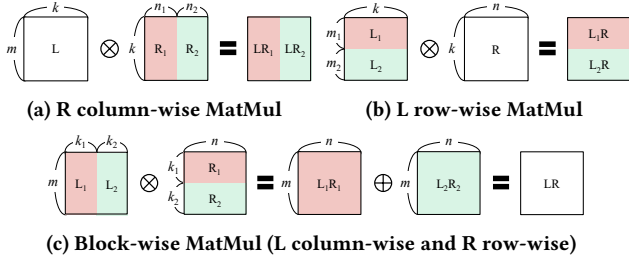 k n₁ n₂ k n
m L ⊗ k R₁ R₂ = LR₁ LR₂ m₁ m₂ L₁ L₂ ⊗ k R = L₁R L₂R
(a) R column-wise MatMul (b) L row-wise MatMul
k₁ k₂ n n n
m L₁ L₂ ⊗ k₁ k₂ R₁ R₂ = m L₁R₁ ⊕ m L₂R₂ = LR
(c) Block-wise MatMul (L column-wise and R row-wise)